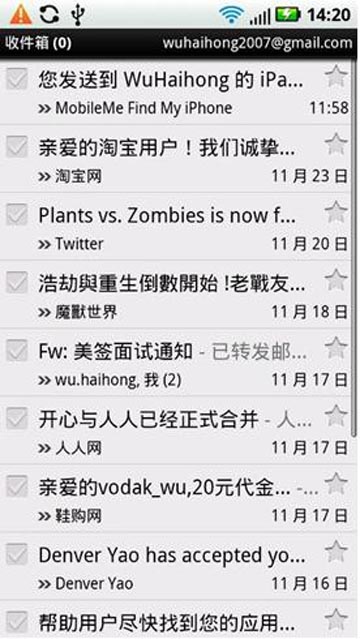 14:20
收件箱 (0) wuhaihong2007@gmail.com
您发送到 WuHaihong 的 iPa...
» MobileMe Find My iPhone 11:58
亲爱的淘宝用户！我们诚挚...
» 淘宝网 11 月 23 日
Plants vs. Zombies is now f...
» Twitter 11 月 20 日
浩劫與重生倒數開始 !老戰友...
» 魔獸世界 11 月 18 日
Fw: 美签面试通知 - 已转发邮...
» wu.haihong, 我 (2) 11 月 17 日
开心与人人已经正式合并 - 人...
» 人人网 11 月 17 日
亲爱的vodak_wu,20元代金... -...
» 鞋购网 11 月 17 日
Denver Yao has accepted yo...
» Denver Yao 11 月 16 日
帮助用户尽快找到您的应用...